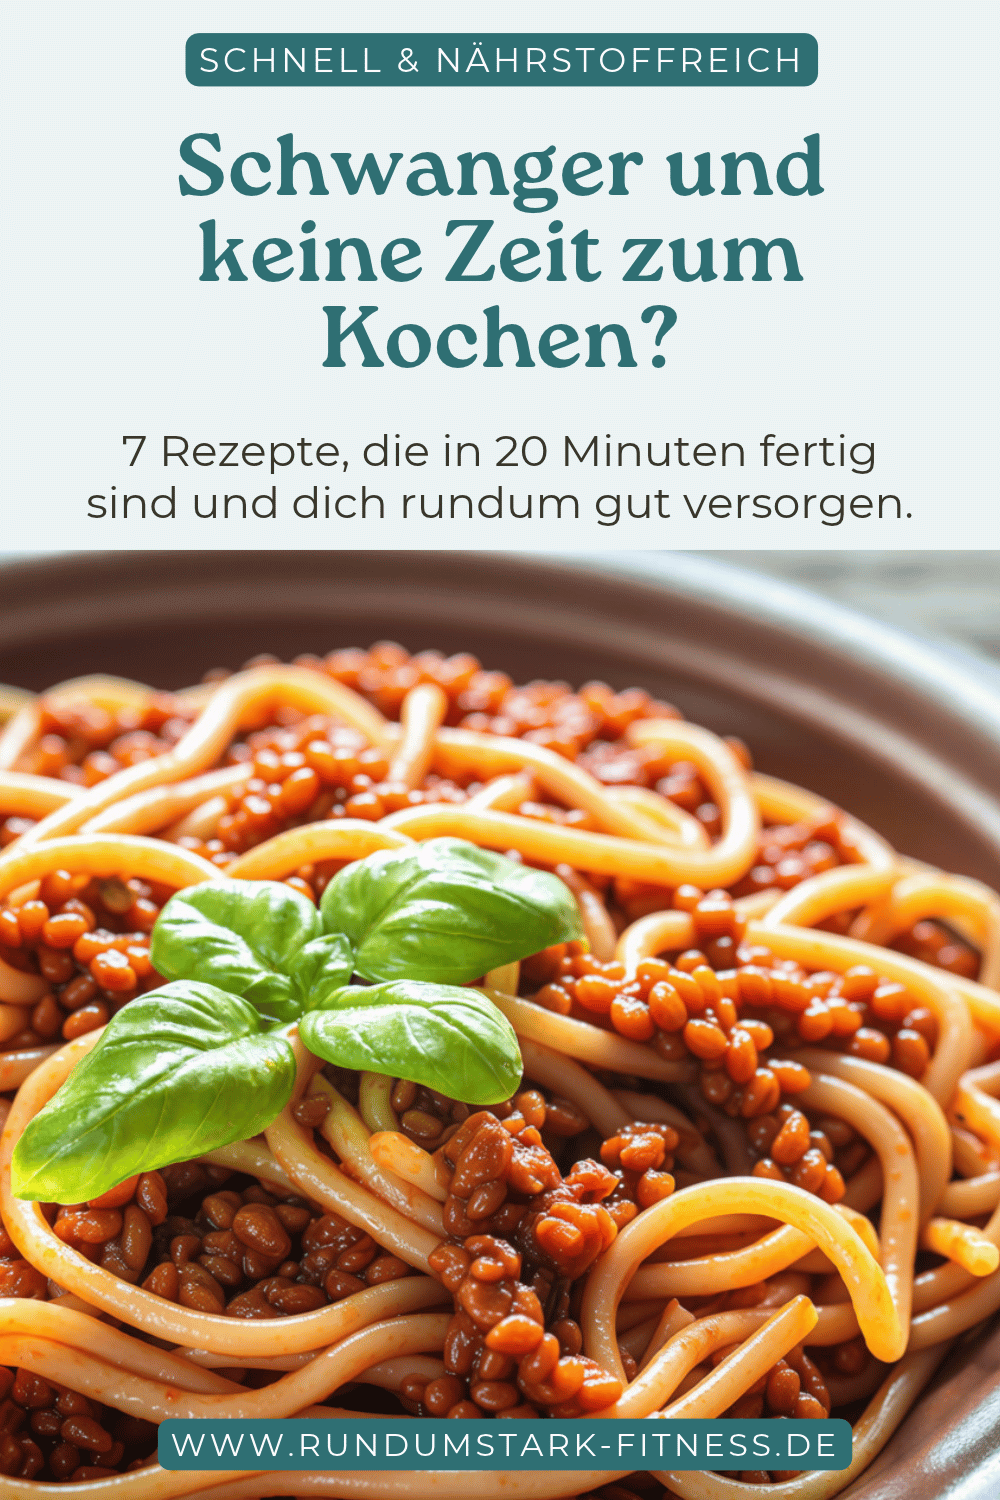 SCHNELL & NÄHRSTOFFREICH
Schwanger und
keine Zeit zum
Kochen?
7 Rezepte, die in 20 Minuten fertig
sind und dich rundum gut versorgen.
WWW.RUNDUMSTARK-FITNESS.DE